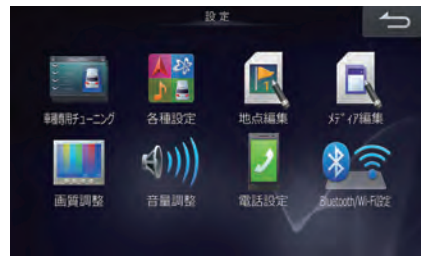 設定
車種専用チューニング
各種設定
地点編集
メディア編集
画質調整
音量調整
電話設定
Bluetooth/Wi-Fi設定